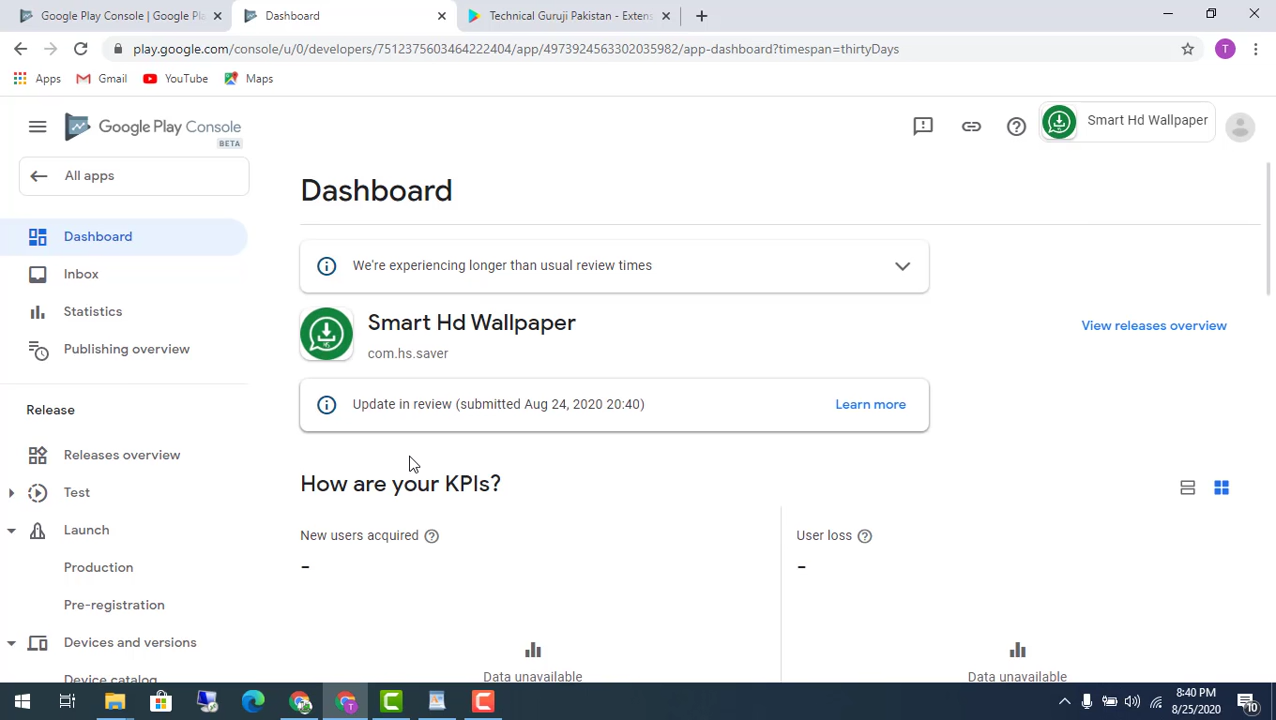 Google Play Console | Google Pla
Dashboard
Technical Guruji Pakistan - Extens
play.google.com/console/u/0/developers/7512375603464222404/app/4973924563302035982/app-dashboard?timespan=thirtyDays
T
Apps
Gmail
YouTube
Maps
Google Play Console
BETA
Smart Hd Wallpaper
All apps
Dashboard
Inbox
Statistics
Publishing overview
Release
Releases overview
Test
Launch
Production
Pre-registration
Devices and versions
Device catalog
Dashboard
We're experiencing longer than usual review times
Smart Hd Wallpaper
com.hs.saver
View releases overview
Update in review (submitted Aug 24, 2020 20:40)
Learn more
How are your KPIs?
New users acquired
-
Data unavailable
User loss
-
Data unavailable
8:40 PM
8/25/2020
10